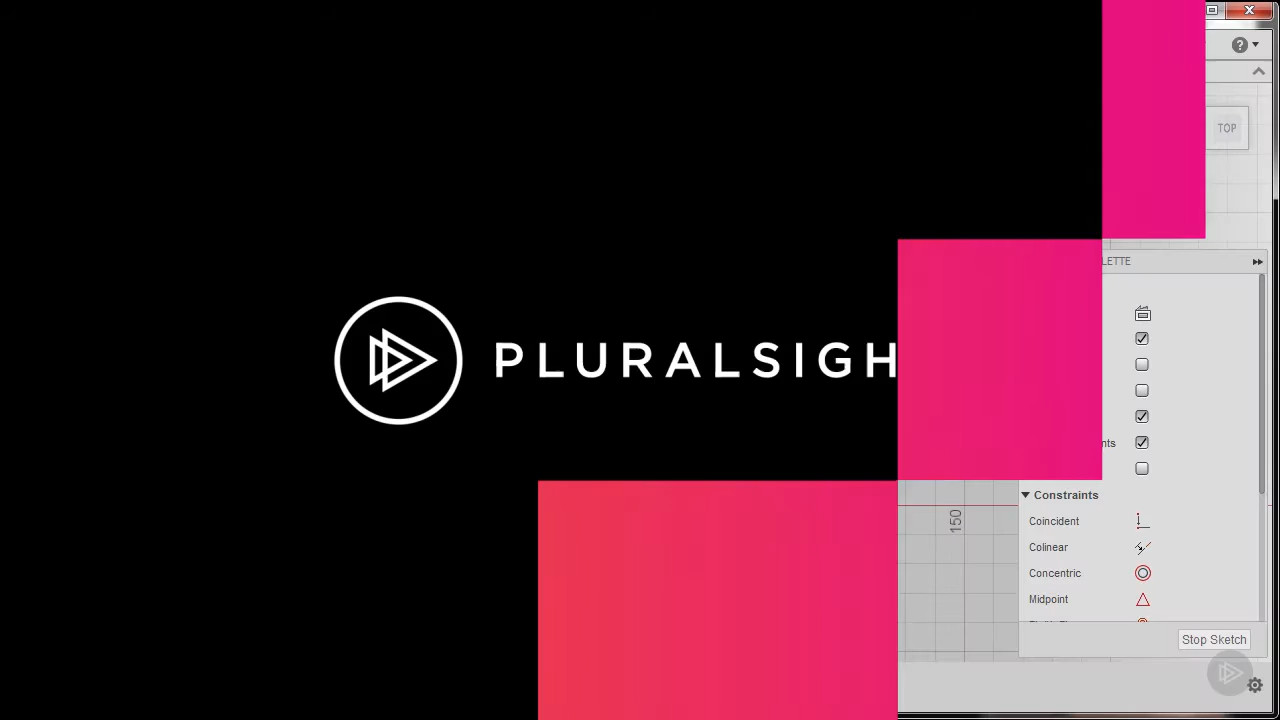 TOP
LETTE
PLURALSIGH
nts
Constraints
150
Coincident
Colinear
Concentric
Midpoint
Stop Sketch